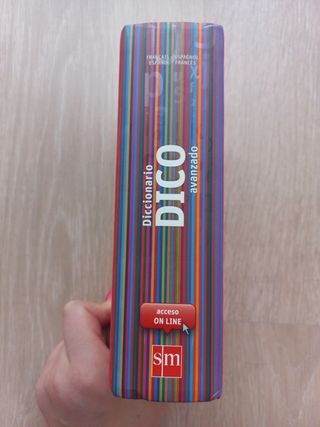 FRANÇAIS - ESPAGNOL
ESPAÑOL - FRANCÉS
Diccionario
DICO
avanzado
acceso
ON LINE
sm